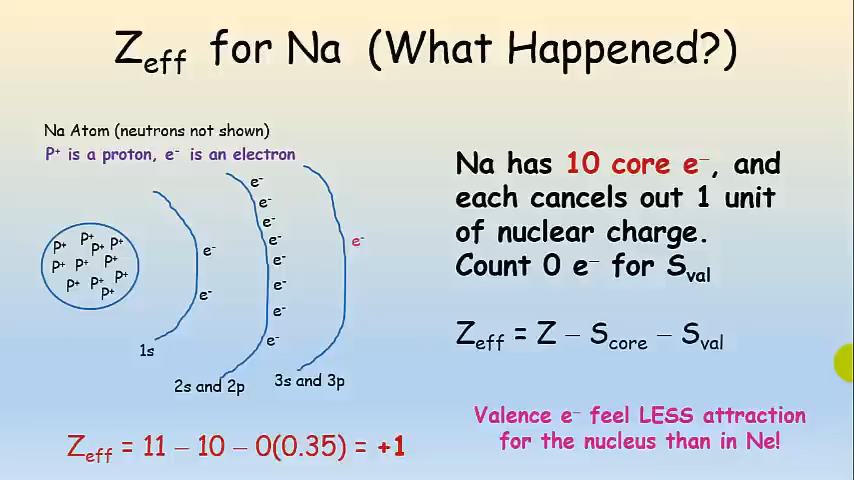 Zeff for Na (What Happened?)
Na Atom (neutrons not shown)
P⁺ is a proton, e⁻ is an electron
Na has 10 core e⁻, and
each cancels out 1 unit
of nuclear charge.
Count 0 e⁻ for Sval
Zeff = Z – Score – Sval
P⁺ P⁺ P⁺ P⁺
P⁺ P⁺ P⁺
P⁺ P⁺ P⁺ P⁺
e⁻
e⁻
e⁻
e⁻
e⁻
e⁻
e⁻
e⁻
e⁻
e⁻
e⁻
1s
2s and 2p
3s and 3p
Valence e⁻ feel LESS attraction
for the nucleus than in Ne!
Zeff = 11 – 10 – 0(0.35) = +1